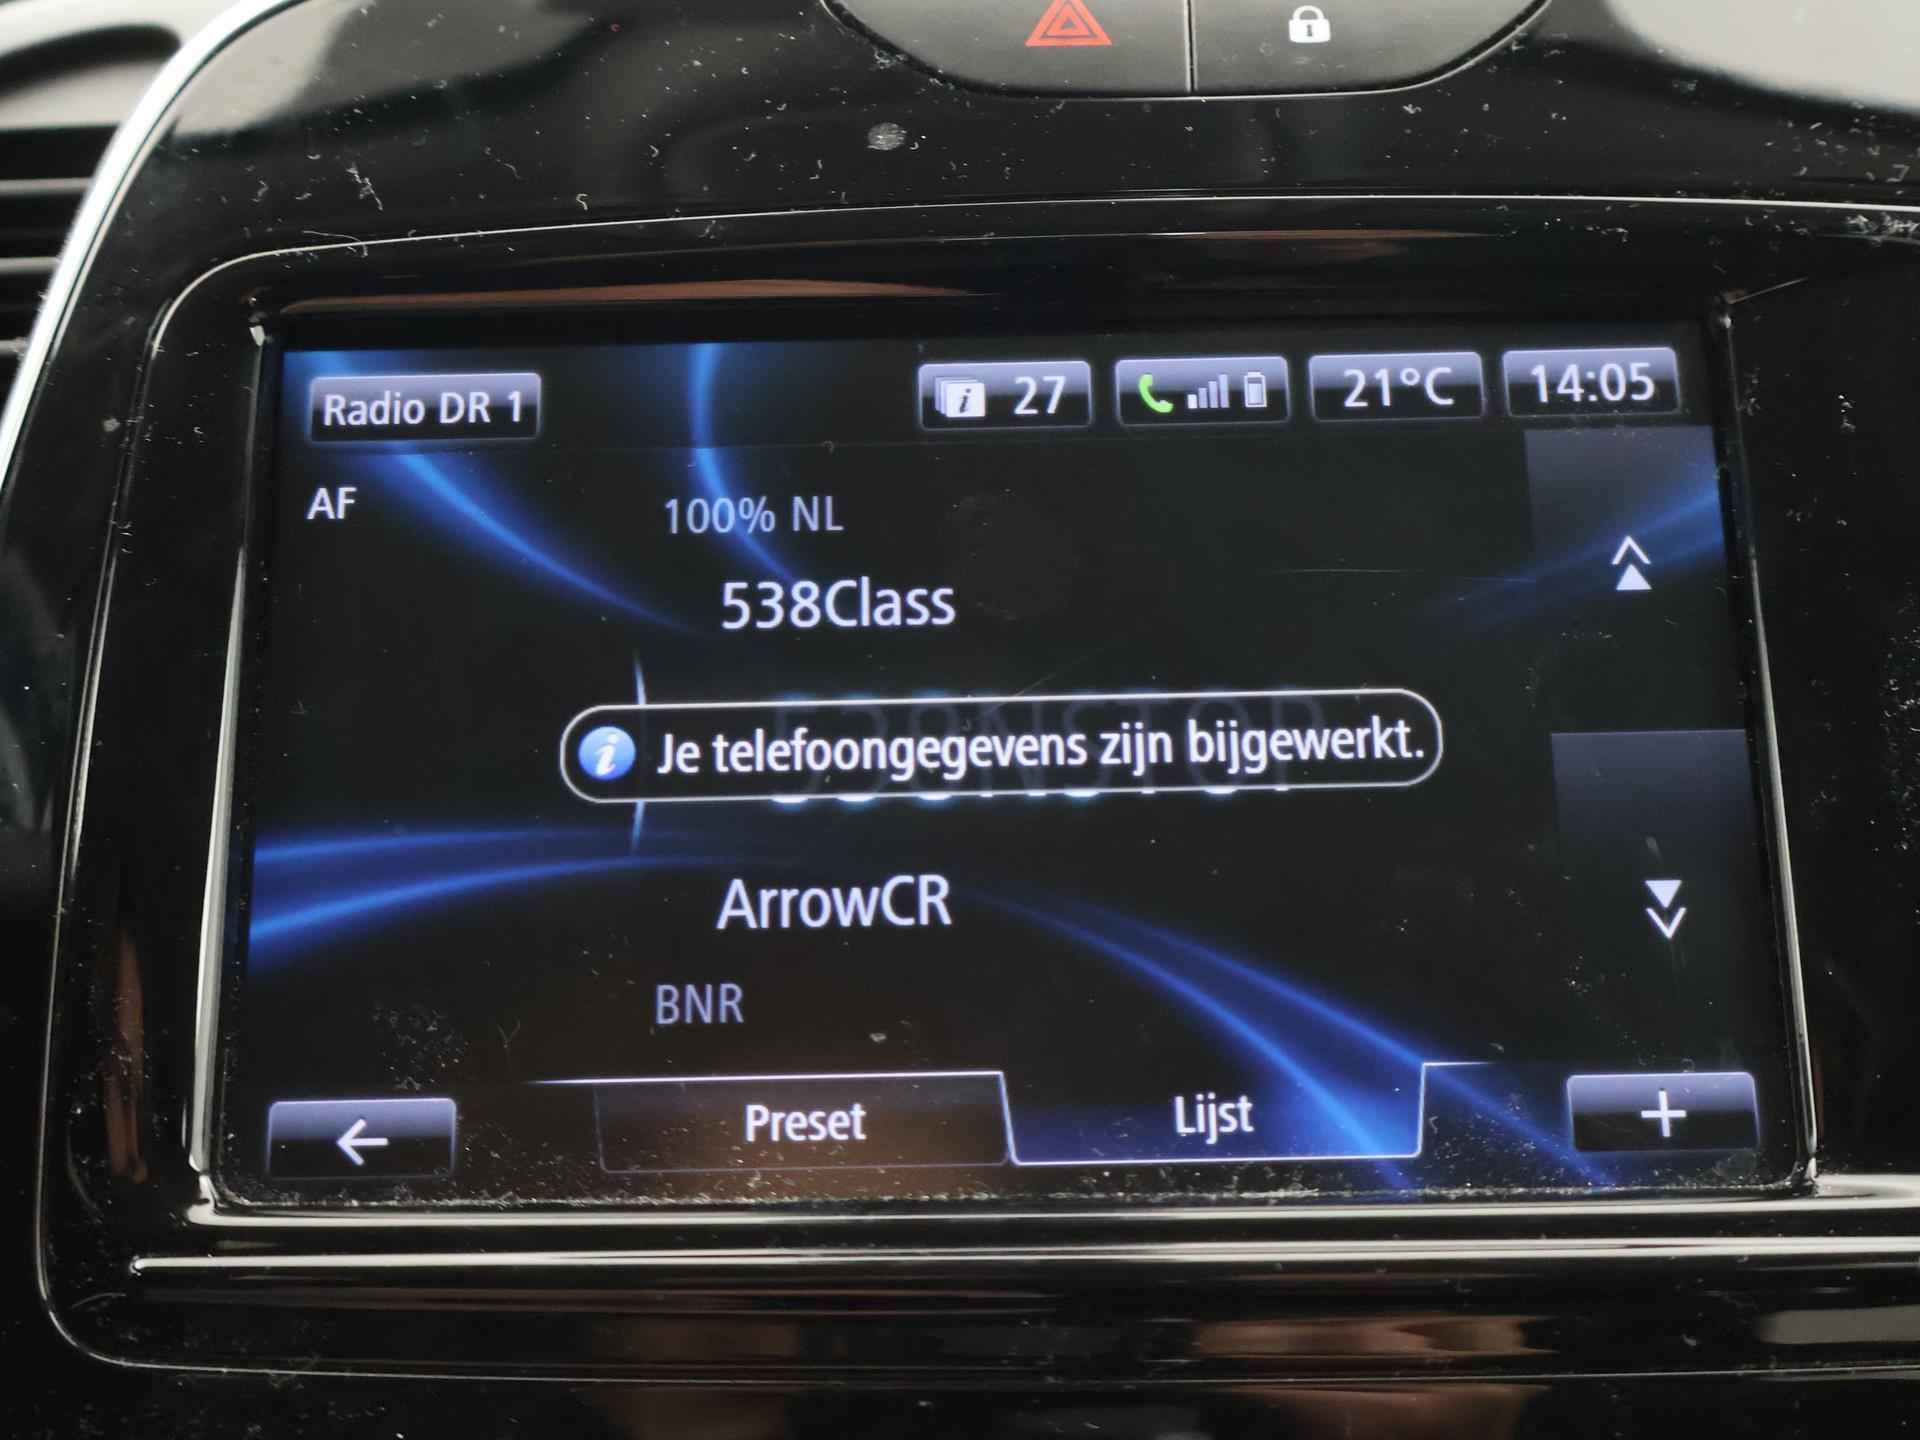 Radio DR 1
27
21°C
14:05
AF
100% NL
538Class
Je telefoongegevens zijn bijgewerkt.
538NSTOP
ArrowCR
BNR
Preset
Lijst